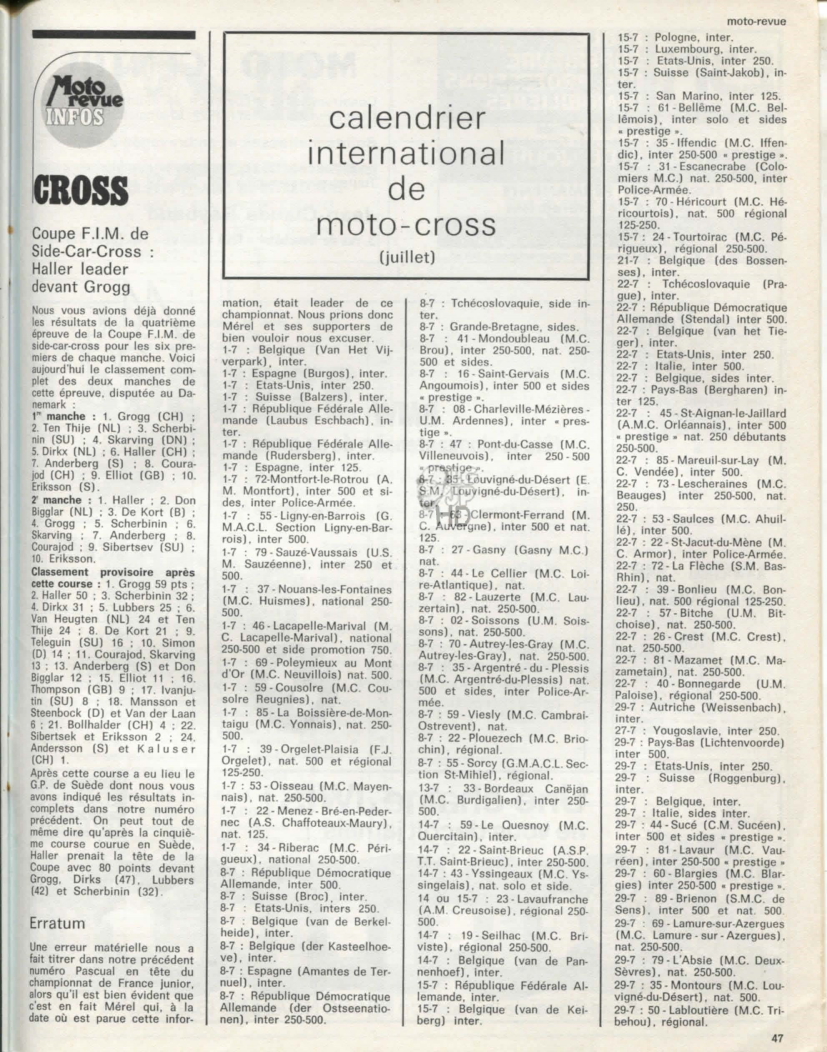 moto-revue
Moto
revue
INFOS
CROSS
Coupe F.I.M. de
Side-Car-Cross :
Haller leader
devant Grogg
Nous vous avions déjà donné
les résultats de la quatrième
épreuve de la Coupe F.I.M. de
side-car-cross pour les six pre-
miers de chaque manche. Voici
aujourd'hui le classement com-
plet des deux manches de
cette épreuve, disputée au Da-
nemark :
1re manche : 1. Grogg (CH) ;
2. Ten Thije (NL) ; 3. Scherbi-
nin (SU) ; 4. Skarving (DN) ;
5. Dirkx (NL) ; 6. Haller (CH) ;
7. Anderberg (S) ; 8. Coura-
jod (CH) ; 9. Elliot (GB) ; 10.
Eriksson (S).
2e manche : 1. Haller ; 2. Don
Bigglar (NL) ; 3. De Kort (B) ;
4. Grogg ; 5. Scherbinin ; 6.
Skarving ; 7. Anderberg ; 8.
Courajod ; 9. Sibertsev (SU) ;
10. Eriksson.
Classement provisoire après
cette course : 1. Grogg 59 pts ;
2. Haller 50 ; 3. Scherbinin 32 ;
4. Dirkx 31 ; 5. Lubbers 25 ; 6.
Van Heugten (NL) 24 et Ten
Thije 24 ; 8. De Kort 21 ; 9.
Teleguin (SU) 16 ; 10. Simon
(D) 14 ; 11. Courajod, Skarving
13 ; 13. Anderberg (S) et Don
Bigglar 12 ; 15. Elliot 11 ; 16.
Thompson (GB) 9 ; 17. Ivanju-
tin (SU) 8 ; 18. Mansson et
Steenbock (D) et Van der Laan
6 ; 21. Bollhalder (CH) 4 ; 22.
Sibertsek et Eriksson 2 ; 24.
Andersson (S) et Kaluser
(CH) 1.
Après cette course a eu lieu le
G.P. de Suède dont nous vous
avons indiqué les résultats in-
complets dans notre numéro
précédent. On peut tout de
même dire qu'après la cinquiè-
me course courue en Suède,
Haller prenait la tête de la
Coupe avec 80 points devant
Grogg, Dirks (47), Lubbers
(42) et Scherbinin (32).
Erratum
Une erreur matérielle nous a
fait titrer dans notre précédent
numéro Pascual en tête du
championnat de France junior,
alors qu'il est bien évident que
c'est en fait Mérel qui, à la
date où est parue cette infor-
calendrier
international
de
moto-cross
(juillet)
mation, était leader de ce
championnat. Nous prions donc
Mérel et ses supporters de
bien vouloir nous excuser.
1-7 : Belgique (Van Het Vij-
verpark), inter.
1-7 : Espagne (Burgos), inter.
1-7 : Etats-Unis, inter 250.
1-7 : Suisse (Balzers), inter.
1-7 : République Fédérale Alle-
mande (Laubus Eschbach), in-
ter.
1-7 : République Fédérale Alle-
mande (Rudersberg), inter.
1-7 : Espagne, inter 125.
1-7 : 72-Montfort-le-Rotrou (A.
M. Montfort), inter 500 et si-
des, inter Police-Armée.
1-7 : 55 - Ligny-en-Barrois (G.
M.A.C.L. Section Ligny-en-Bar-
rois), inter 500.
1-7 : 79 - Sauzé-Vaussais (U.S.
M. Sauzéenne), inter 250 et
500.
1-7 : 37 - Nouans-les-Fontaines
(M.C. Huismes), national 250-
500.
1-7 : 46 - Lacapelle-Marival (M.
C. Lacapelle-Marival), national
250-500 et side promotion 750.
1-7 : 69 - Poleymieux au Mont
d'Or (M.C. Neuvillois) nat. 500.
1-7 : 59 - Cousolre (M.C. Cou-
solre Reugnies), nat.
1-7 : 85 - La Boissière-de-Mon-
taigu (M.C. Yonnais), nat. 250-
500.
1-7 : 39 - Orgelet-Plaisia (F.J.
Orgelet), nat. 500 et régional
125-250.
1-7 : 53 - Oisseau (M.C. Mayen-
nais), nat. 250-500.
1-7 : 22 - Menez - Bré-en-Peder-
nec (A.S. Chaffoteaux-Maury),
nat. 125.
1-7 : 34 - Riberac (M.C. Péri-
gueux), national 250-500.
8-7 : République Démocratique
Allemande, inter 500.
8-7 : Suisse (Broc), inter.
8-7 : Etats-Unis, inters 250.
8-7 : Belgique (van de Berkel-
heide), inter.
8-7 : Belgique (der Kasteelhoe-
ve), inter.
8-7 : Espagne (Amantes de Ter-
nuel), inter.
8-7 : République Démocratique
Allemande (der Ostseenatio-
nen), inter 250-500.
8-7 : Tchécoslovaquie, side in-
ter.
8-7 : Grande-Bretagne, sides.
8-7 : 41 - Mondoubleau (M.C.
Brou), inter 250-500, nat. 250-
500 et sides.
8-7 : 16 - Saint-Gervais (M.C.
Angoumois), inter 500 et sides
« prestige ».
8-7 : 08 - Charleville-Mézières -
U.M. Ardennes), inter « pres-
tige ».
8-7 : 47 : Pont-du-Casse (M.C.
Villeneuvois), inter 250 - 500
« prestige ».
8-7 : 35 - Louvigné-du-Désert (E.
S.M. Louvigné-du-Désert), in-
ter.
8-7 : 63 - Clermont-Ferrand (M.
C. Auvergne), inter 500 et nat.
125.
8-7 : 27 - Gasny (Gasny M.C.)
nat.
8-7 : 44 - Le Cellier (M.C. Loi-
re-Atlantique), nat.
8-7 : 82 - Lauzerte (M.C. Lau-
zertain), nat. 250-500.
8-7 : 02 - Soissons (U.M. Sois-
sons), nat. 250-500.
8-7 : 70 - Autrey-les-Gray (M.C.
Autrey-les-Gray), nat. 250-500.
8-7 : 35 - Argentré - du - Plessis
(M.C. Argentré-du-Plessis) nat.
500 et sides, inter Police-Ar-
mée.
8-7 : 59 - Viesly (M.C. Cambrai-
Ostrevent), nat.
8-7 : 22 - Plouezech (M.C. Brio-
chin), régional.
8-7 : 55 - Sorcy (G.M.A.C.L. Sec-
tion St-Mihiel), régional.
13-7 : 33 - Bordeaux Canéjan
(M.C. Burdigalien), inter 250-
500.
14-7 : 59 - Le Quesnoy (M.C.
Quercitain), inter.
14-7 : 22 - Saint-Brieuc (A.S.P.
T.T. Saint-Brieuc), inter 250-500.
14-7 : 43 - Yssingeaux (M.C. Ys-
singelais), nat. solo et side.
14 ou 15-7 : 23 - Lavaufranche
(A.M. Creusoise), régional 250-
500.
14-7 : 19 - Seilhac (M.C. Bri-
viste), régional 250-500.
14-7 : Belgique (van de Pan-
nenhoef), inter.
15-7 : République Fédérale Al-
lemande, inter.
15-7 : Belgique (van de Kei-
berg) inter.
15-7 : Pologne, inter.
15-7 : Luxembourg, inter.
15-7 : Etats-Unis, inter 250.
15-7 : Suisse (Saint-Jakob), in-
ter.
15-7 : San Marino, inter 125.
15-7 : 61 - Bellême (M.C. Bel-
lêmois), inter solo et sides
« prestige ».
15-7 : 35 - Iffendic (M.C. Iffen-
dic), inter 250-500 « prestige ».
15-7 : 31 - Escanecrabe (Colo-
miers M.C.) nat. 250-500, inter
Police-Armée.
15-7 : 70 - Héricourt (M.C. Hé-
ricourtois), nat. 500 régional
125-250.
15-7 : 24 - Tourtoirac (M.C. Pé-
rigueux), régional 250-500.
21-7 : Belgique (des Bossen-
ses), inter.
22-7 : Tchécoslovaquie (Pra-
gue), inter.
22-7 : République Démocratique
Allemande (Stendal) inter 500.
22-7 : Belgique (van het Tie-
ger), inter.
22-7 : Etats-Unis, inter 250.
22-7 : Italie, inter 500.
22-7 : Belgique, sides inter.
22-7 : Pays-Bas (Bergharen) in-
ter 125.
22-7 : 45 - St-Aignan-le-Jaillard
(A.M.C. Orléannais), inter 500
« prestige » nat. 250 débutants
250-500.
22-7 : 85 - Mareuil-sur-Lay (M.
C. Vendée), inter 500.
22-7 : 73 - Lescheraines (M.C.
Beauges) inter 250-500, nat.
250.
22-7 : 53 - Saulces (M.C. Ahuil-
lé), inter 500.
22-7 : 22 - St-Jacut-du-Mène (M.
C. Armor), inter Police-Armée.
22-7 : 72 - La Flèche (S.M. Bas-
Rhin), nat.
22-7 : 39 - Bonlieu (M.C. Bon-
lieu), nat. 500 régional 125-250.
22-7 : 57 - Bitche (U.M. Bit-
choise), nat. 250-500.
22-7 : 26 - Crest (M.C. Crest),
nat. 250-500.
22-7 : 81 - Mazamet (M.C. Ma-
zametain), nat. 250-500.
22-7 : 40 - Bonnegarde (U.M.
Paloise), régional 250-500.
29-7 : Autriche (Weissenbach),
inter.
27-7 : Yougoslavie, inter 250.
29-7 : Pays-Bas (Lichtenvoorde)
inter 500.
29-7 : Etats-Unis, inter 250.
29-7 : Suisse (Roggenburg),
inter.
29-7 : Belgique, inter.
29-7 : Italie, sides inter.
29-7 : 44 - Sucé (C.M. Sucéen),
inter 500 et sides « prestige ».
29-7 : 81 - Lavaur (M.C. Vau-
réen), inter 250-500 « prestige »
29-7 : 60 - Blargies (M.C. Blar-
gies) inter 250-500 « prestige ».
29-7 : 89 - Brienon (S.M.C. de
Sens), inter 500 et nat. 500.
29-7 : 69 - Lamure-sur-Azergues
(M.C. Lamure - sur - Azergues),
nat. 250-500.
29-7 : 79 - L'Absie (M.C. Deux-
Sèvres), nat. 250-500.
29-7 : 35 - Montours (M.C. Lou-
vigné-du-Désert), nat. 500.
29-7 : 50 - Labloutière (M.C. Tri-
behou), régional.
47